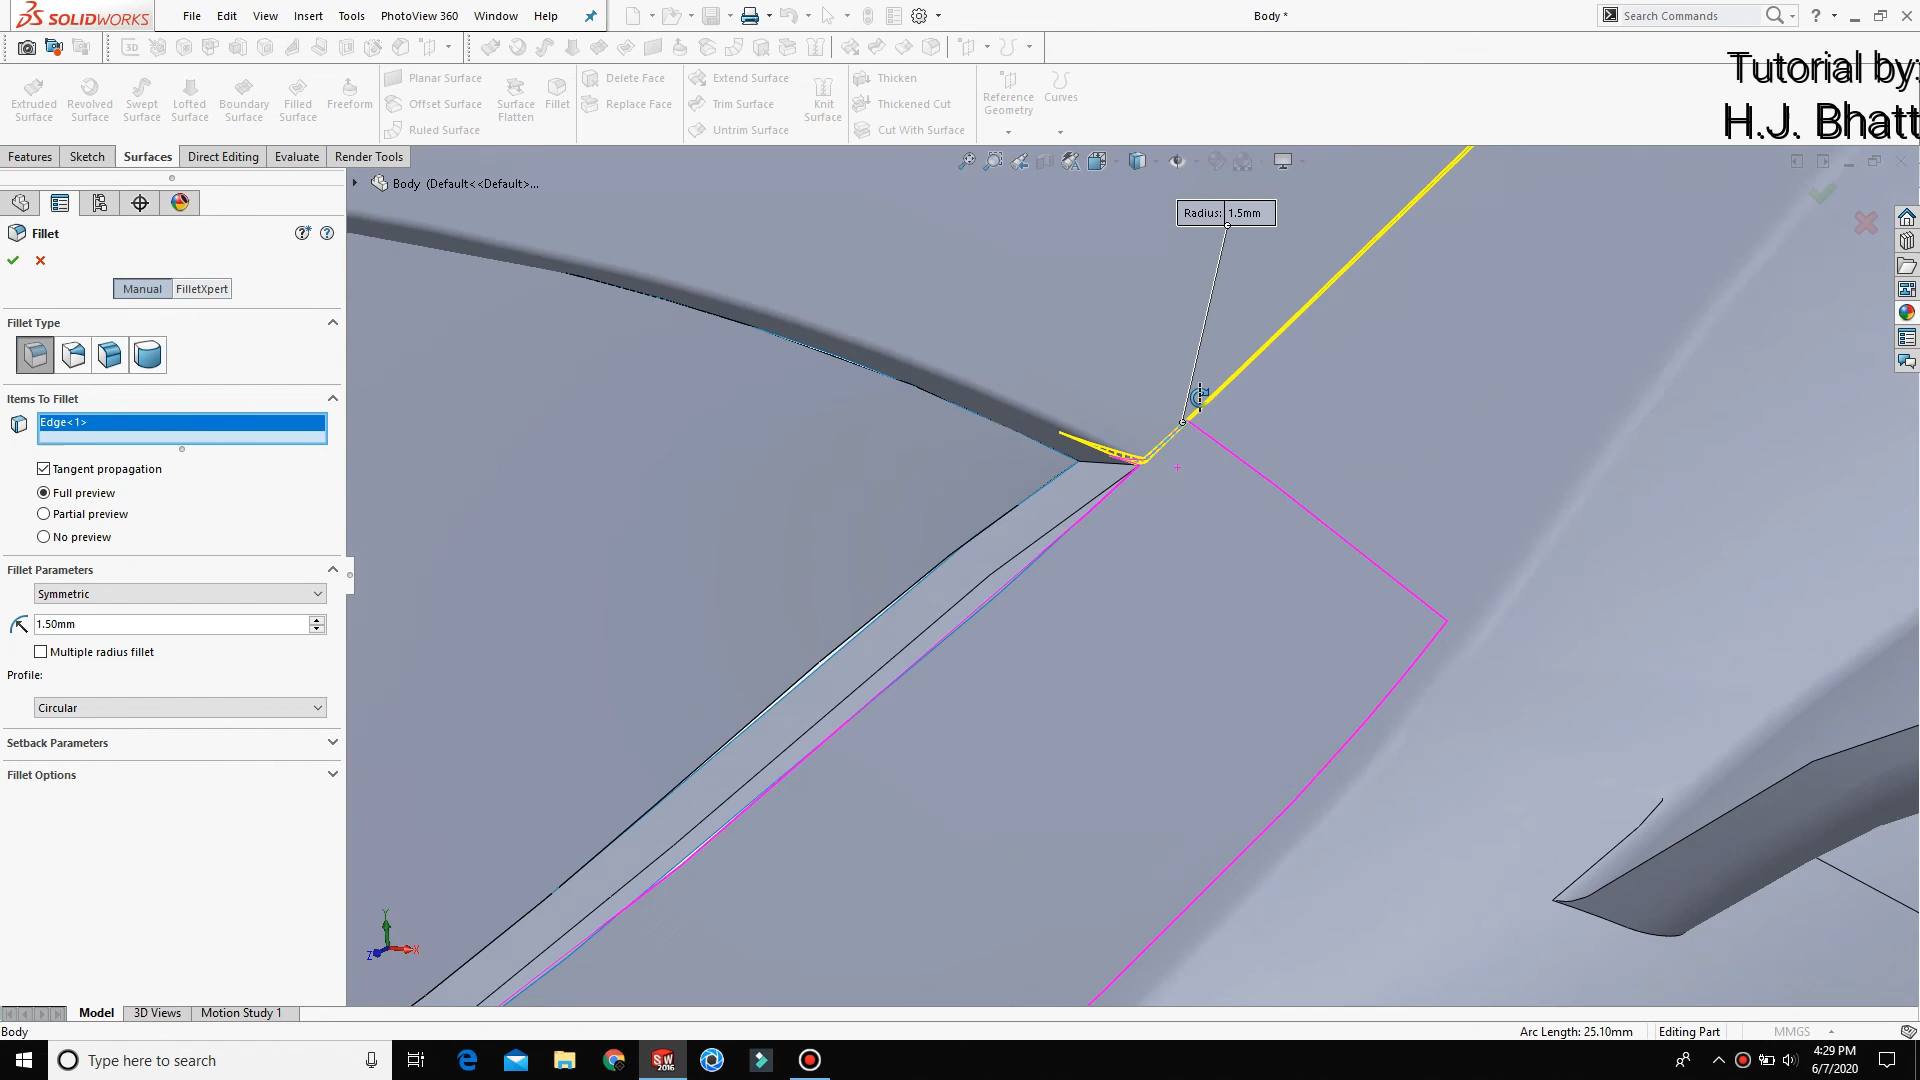 SOLIDWORKS
File Edit View Insert Tools PhotoView 360 Window Help
Body *
Search Commands
Tutorial by:
H.J. Bhatt
Extruded Surface
Revolved Surface
Swept Surface
Lofted Surface
Boundary Surface
Filled Surface
Freeform
Planar Surface
Offset Surface
Ruled Surface
Surface Flatten
Fillet
Delete Face
Replace Face
Extend Surface
Trim Surface
Untrim Surface
Knit Surface
Thicken
Thickened Cut
Cut With Surface
Reference Geometry
Curves
Features Sketch Surfaces Direct Editing Evaluate Render Tools
Body (Default<<Default>...
Radius: 1.5mm
Fillet
Manual FilletXpert
Fillet Type
Items To Fillet
Edge<1>
Tangent propagation
Full preview
Partial preview
No preview
Fillet Parameters
Symmetric
1.50mm
Multiple radius fillet
Profile:
Circular
Setback Parameters
Fillet Options
Y
X
Z
Model 3D Views Motion Study 1
Body
Arc Length: 25.10mm Editing Part MMGS
Type here to search
SW
2016
4:29 PM
6/7/2020